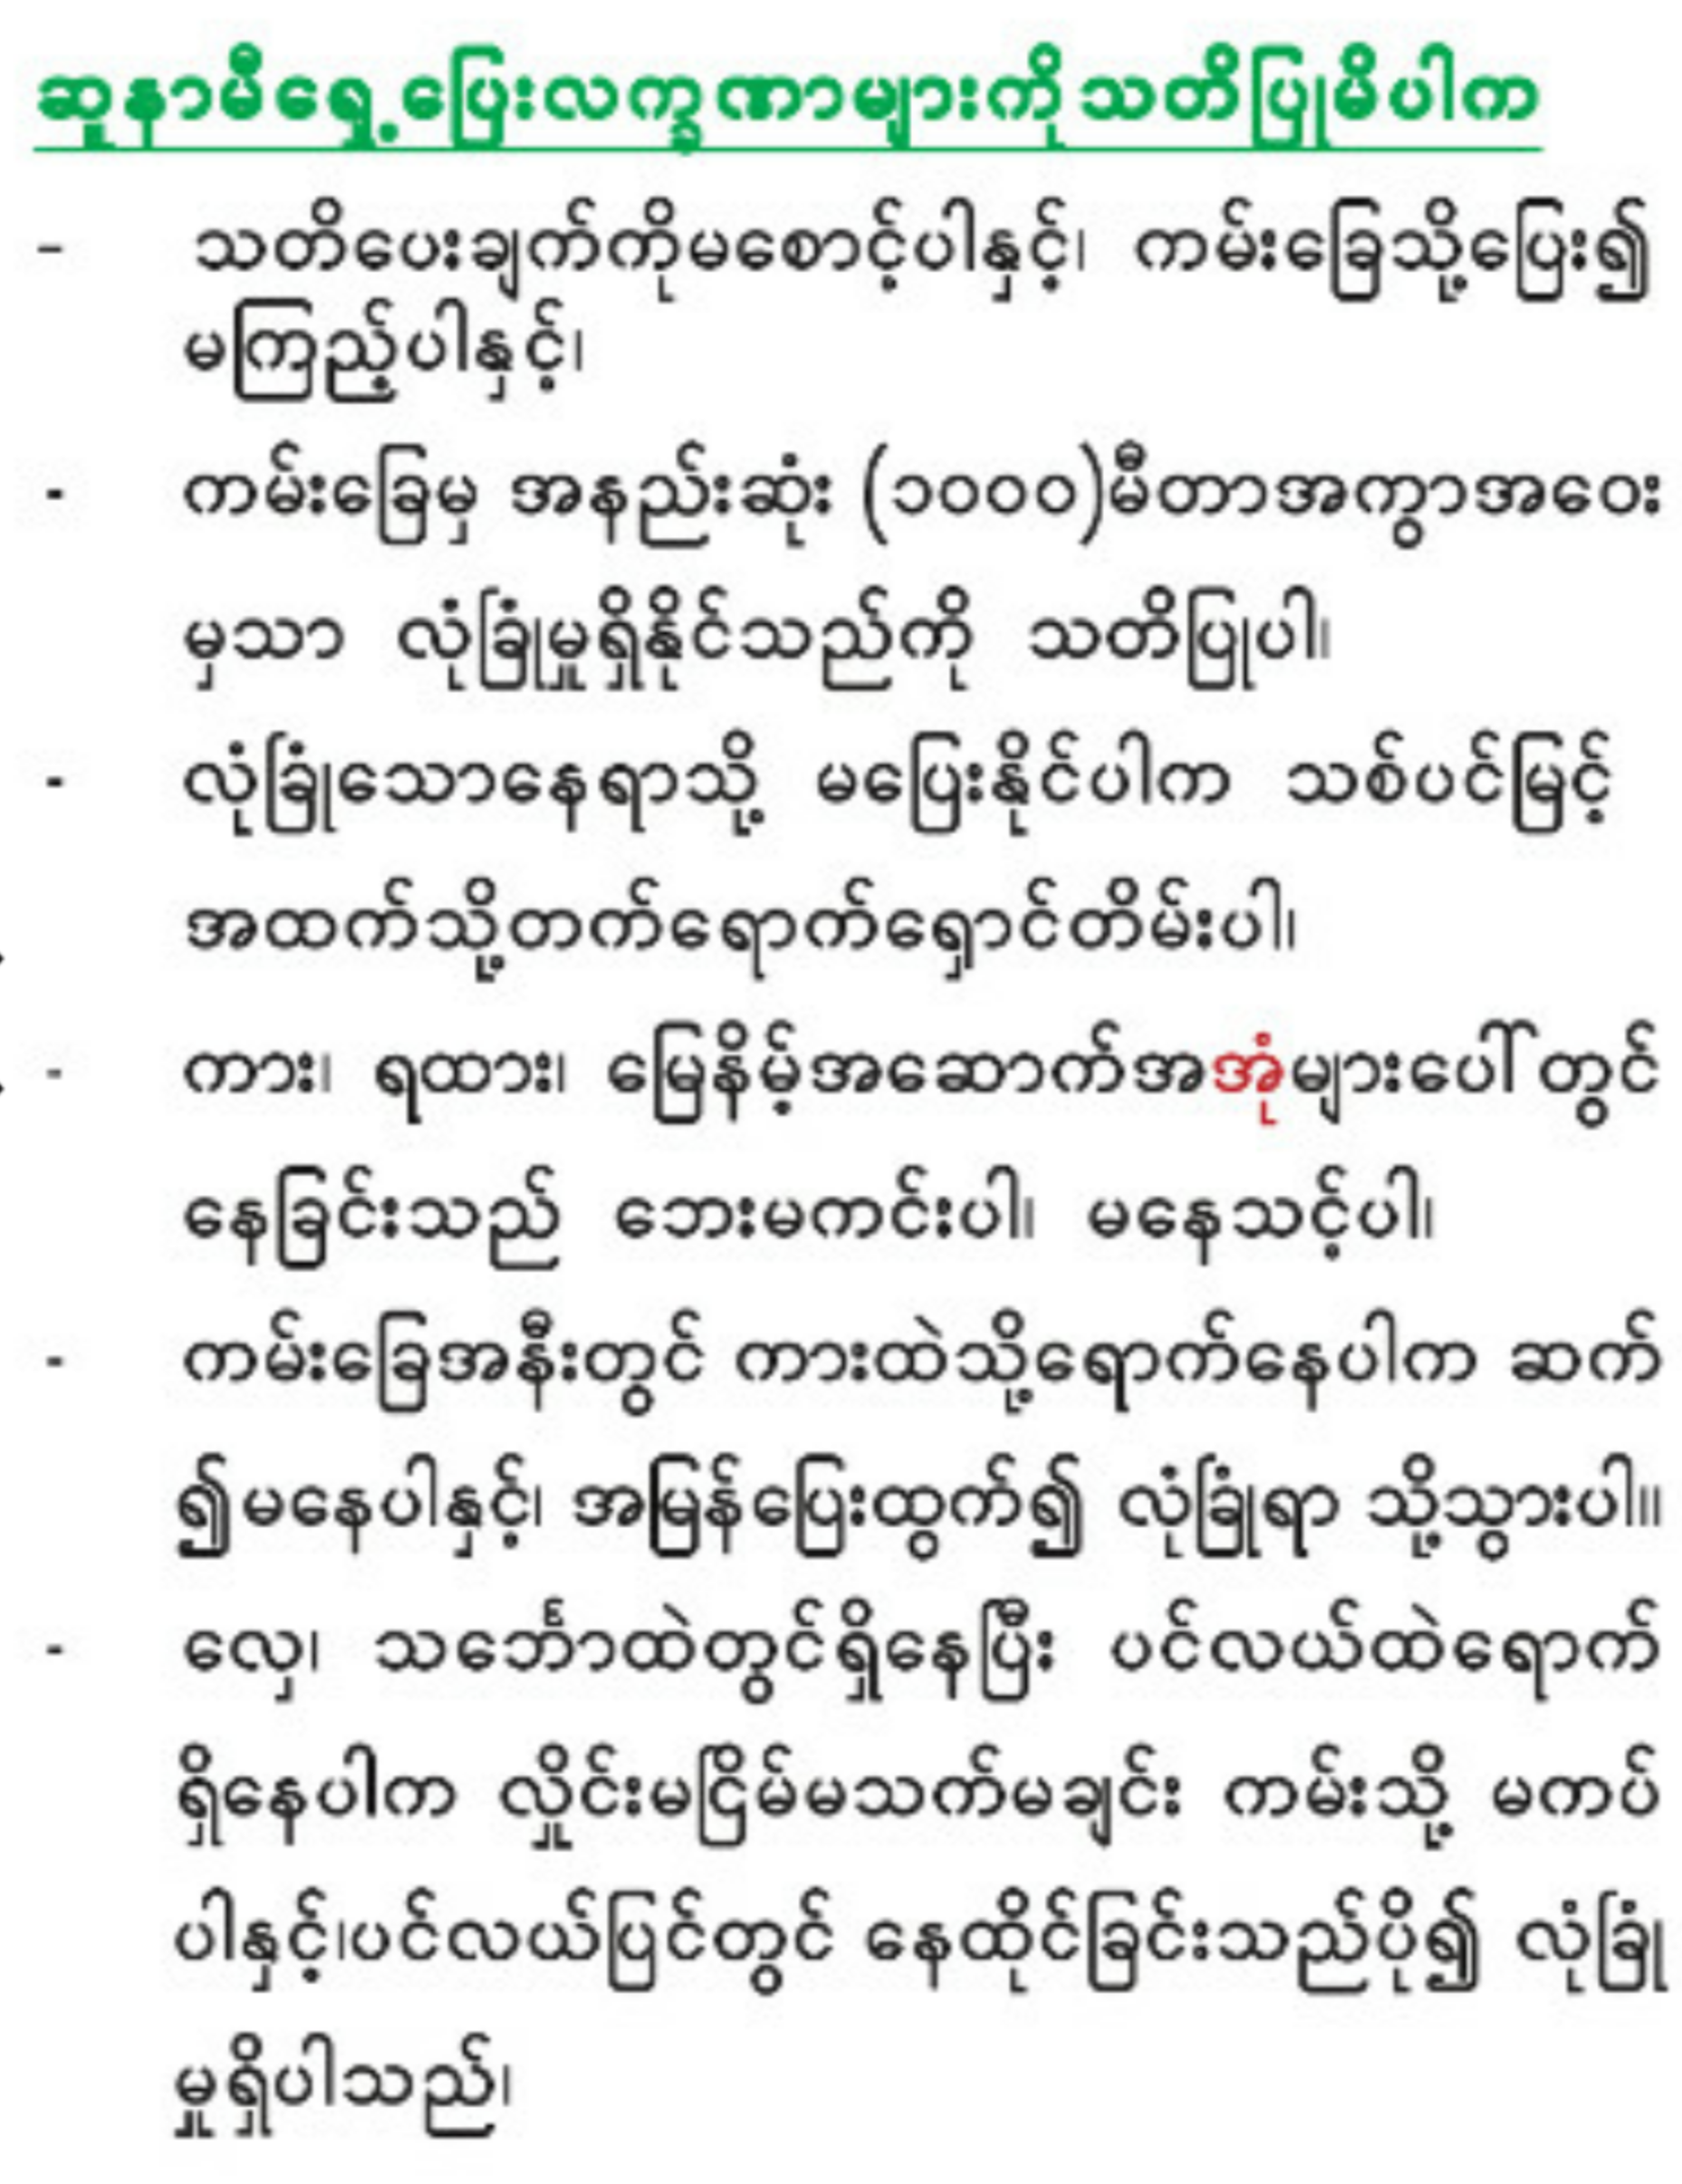 ဆူနာမီရှေ့ပြေးလက္ခဏာများကိုသတိပြုမိပါက
- သတိပေးချက်ကိုမစောင့်ပါနှင့်၊ ကမ်းခြေသို့ပြေး၍
မကြည့်ပါနှင့်၊
- ကမ်းခြေမှ အနည်းဆုံး (၁၀၀၀)မီတာအကွာအဝေး
မှသာ လုံခြုံမှုရှိနိုင်သည်ကို သတိပြုပါ၊
- လုံခြုံသောနေရာသို့ မပြေးနိုင်ပါက သစ်ပင်မြင့်
အထက်သို့တက်ရောက်ရှောင်တိမ်းပါ၊
- ကား၊ ရထား၊ မြေနိမ့်အဆောက်အအုံများပေါ်တွင်
နေခြင်းသည် ဘေးမကင်းပါ၊ မနေသင့်ပါ၊
- ကမ်းခြေအနီးတွင် ကားထဲသို့ရောက်နေပါက ဆက်
၍မနေပါနှင့်၊ အမြန်ပြေးထွက်၍ လုံခြုံရာ သို့သွားပါ။
- လှေ၊ သင်္ဘောထဲတွင်ရှိနေပြီး ပင်လယ်ထဲရောက်
ရှိနေပါက လှိုင်းမငြိမ်မသက်မချင်း ကမ်းသို့ မကပ်
ပါနှင့်၊ပင်လယ်ပြင်တွင် နေထိုင်ခြင်းသည်ပို၍ လုံခြုံ
မှုရှိပါသည်၊